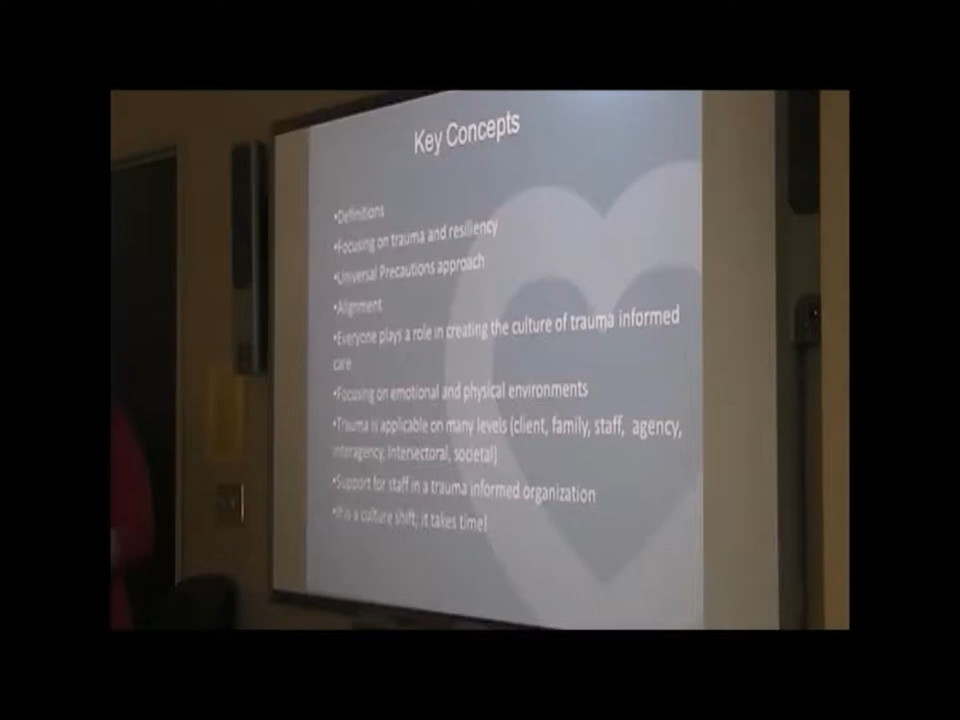 Key Concepts
•Definitions
•Focusing on trauma and resiliency
•Universal Precautions approach
•Alignment
•Everyone plays a role in creating the culture of trauma informed
care
•Focusing on emotional and physical environments
•Trauma is applicable on many levels (client, family, staff, agency,
interagency, intersectoral, societal)
•Support for staff in a trauma informed organization
•It is a culture shift; it takes time!